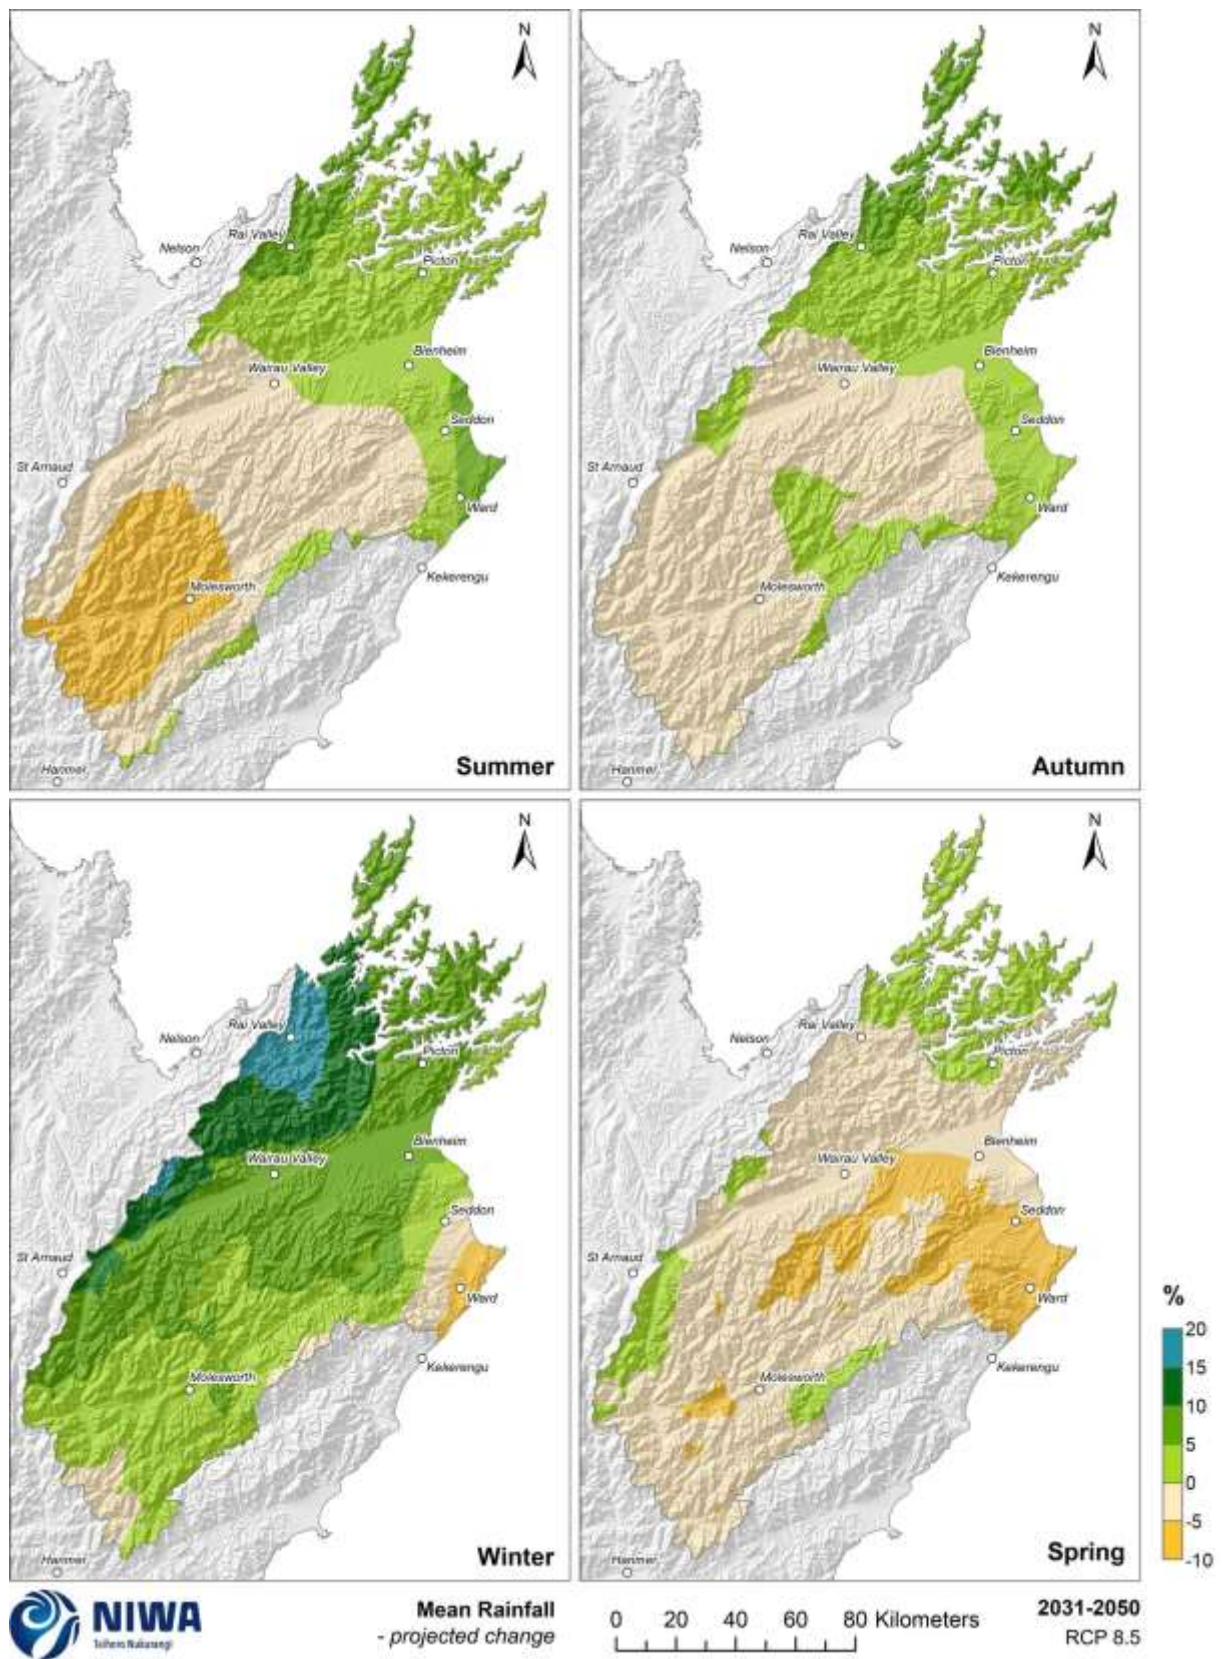 N
Nelson
Rai Valley
Picton
Blenheim
Wairau Valley
Seddon
St Arnaud
Ward
Kekerengu
Molesworth
Hanmer
Summer
N
Nelson
Rai Valley
Picton
Blenheim
Wairau Valley
Seddon
St Arnaud
Ward
Kekerengu
Molesworth
Hanmer
Autumn
N
Nelson
Rai Valley
Picton
Blenheim
Wairau Valley
Seddon
St Arnaud
Ward
Kekerengu
Molesworth
Hanmer
Winter
N
Nelson
Rai Valley
Picton
Blenheim
Wairau Valley
Seddon
St Arnaud
Ward
Kekerengu
Molesworth
Hanmer
Spring
%
20
15
10
5
0
-5
-10
NIWA
Taihoro Nukurangi
Mean Rainfall
- projected change
0 20 40 60 80 Kilometers
2031-2050
RCP 8.5